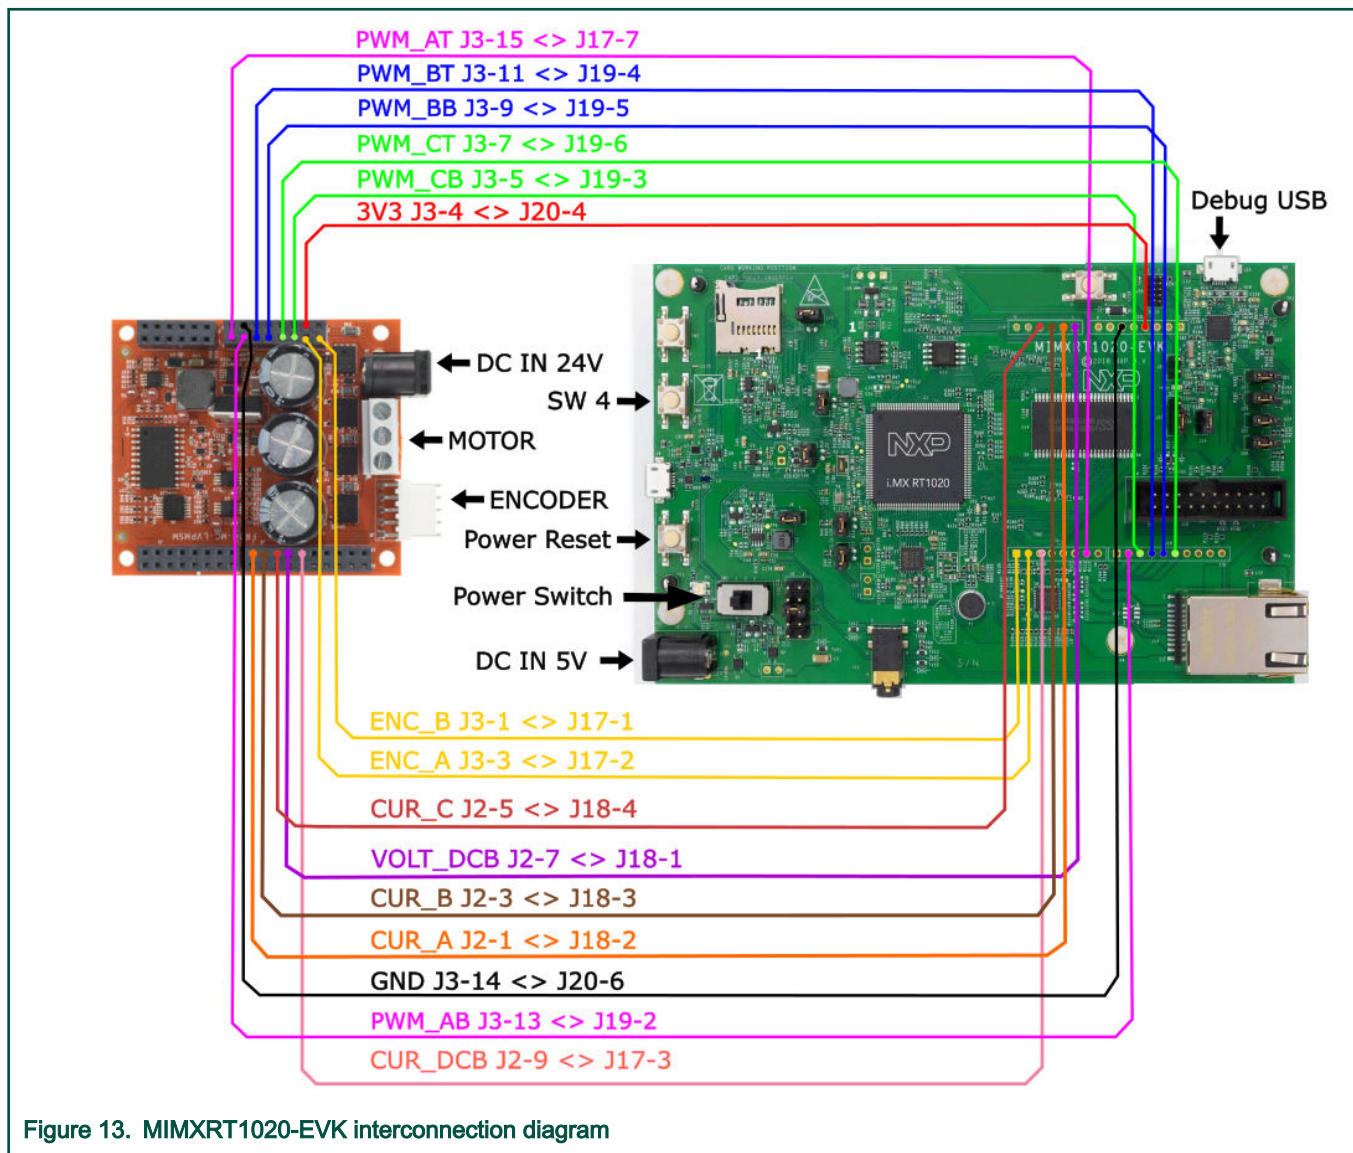 PWM_AT J3-15 <> J17-7
PWM_BT J3-11 <> J19-4
PWM_BB J3-9 <> J19-5
PWM_CT J3-7 <> J19-6
PWM_CB J3-5 <> J19-3
3V3 J3-4 <> J20-4
Debug USB
CARD WORKING POSITION
1
MIMXRT1020-EVK
DC IN 24V
SW 4
MOTOR
NXP
NXP
i.MX RT1020
ENCODER
Power Reset
Power Switch
DC IN 5V
S/N
ENC_B J3-1 <> J17-1
ENC_A J3-3 <> J17-2
CUR_C J2-5 <> J18-4
VOLT_DCB J2-7 <> J18-1
CUR_B J2-3 <> J18-3
CUR_A J2-1 <> J18-2
GND J3-14 <> J20-6
PWM_AB J3-13 <> J19-2
CUR_DCB J2-9 <> J17-3
Figure 13. MIMXRT1020-EVK interconnection diagram